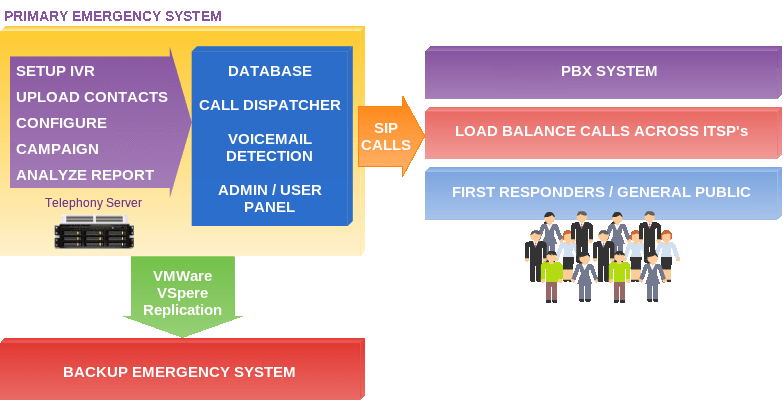 PRIMARY EMERGENCY SYSTEM
SETUP IVR
UPLOAD CONTACTS
CONFIGURE
CAMPAIGN
ANALYZE REPORT
Telephony Server
DATABASE
CALL DISPATCHER
VOICEMAIL
DETECTION
ADMIN / USER
PANEL
SIP
CALLS
PBX SYSTEM
LOAD BALANCE CALLS ACROSS ITSP's
FIRST RESPONDERS / GENERAL PUBLIC
VMWare
VSpere
Replication
BACKUP EMERGENCY SYSTEM